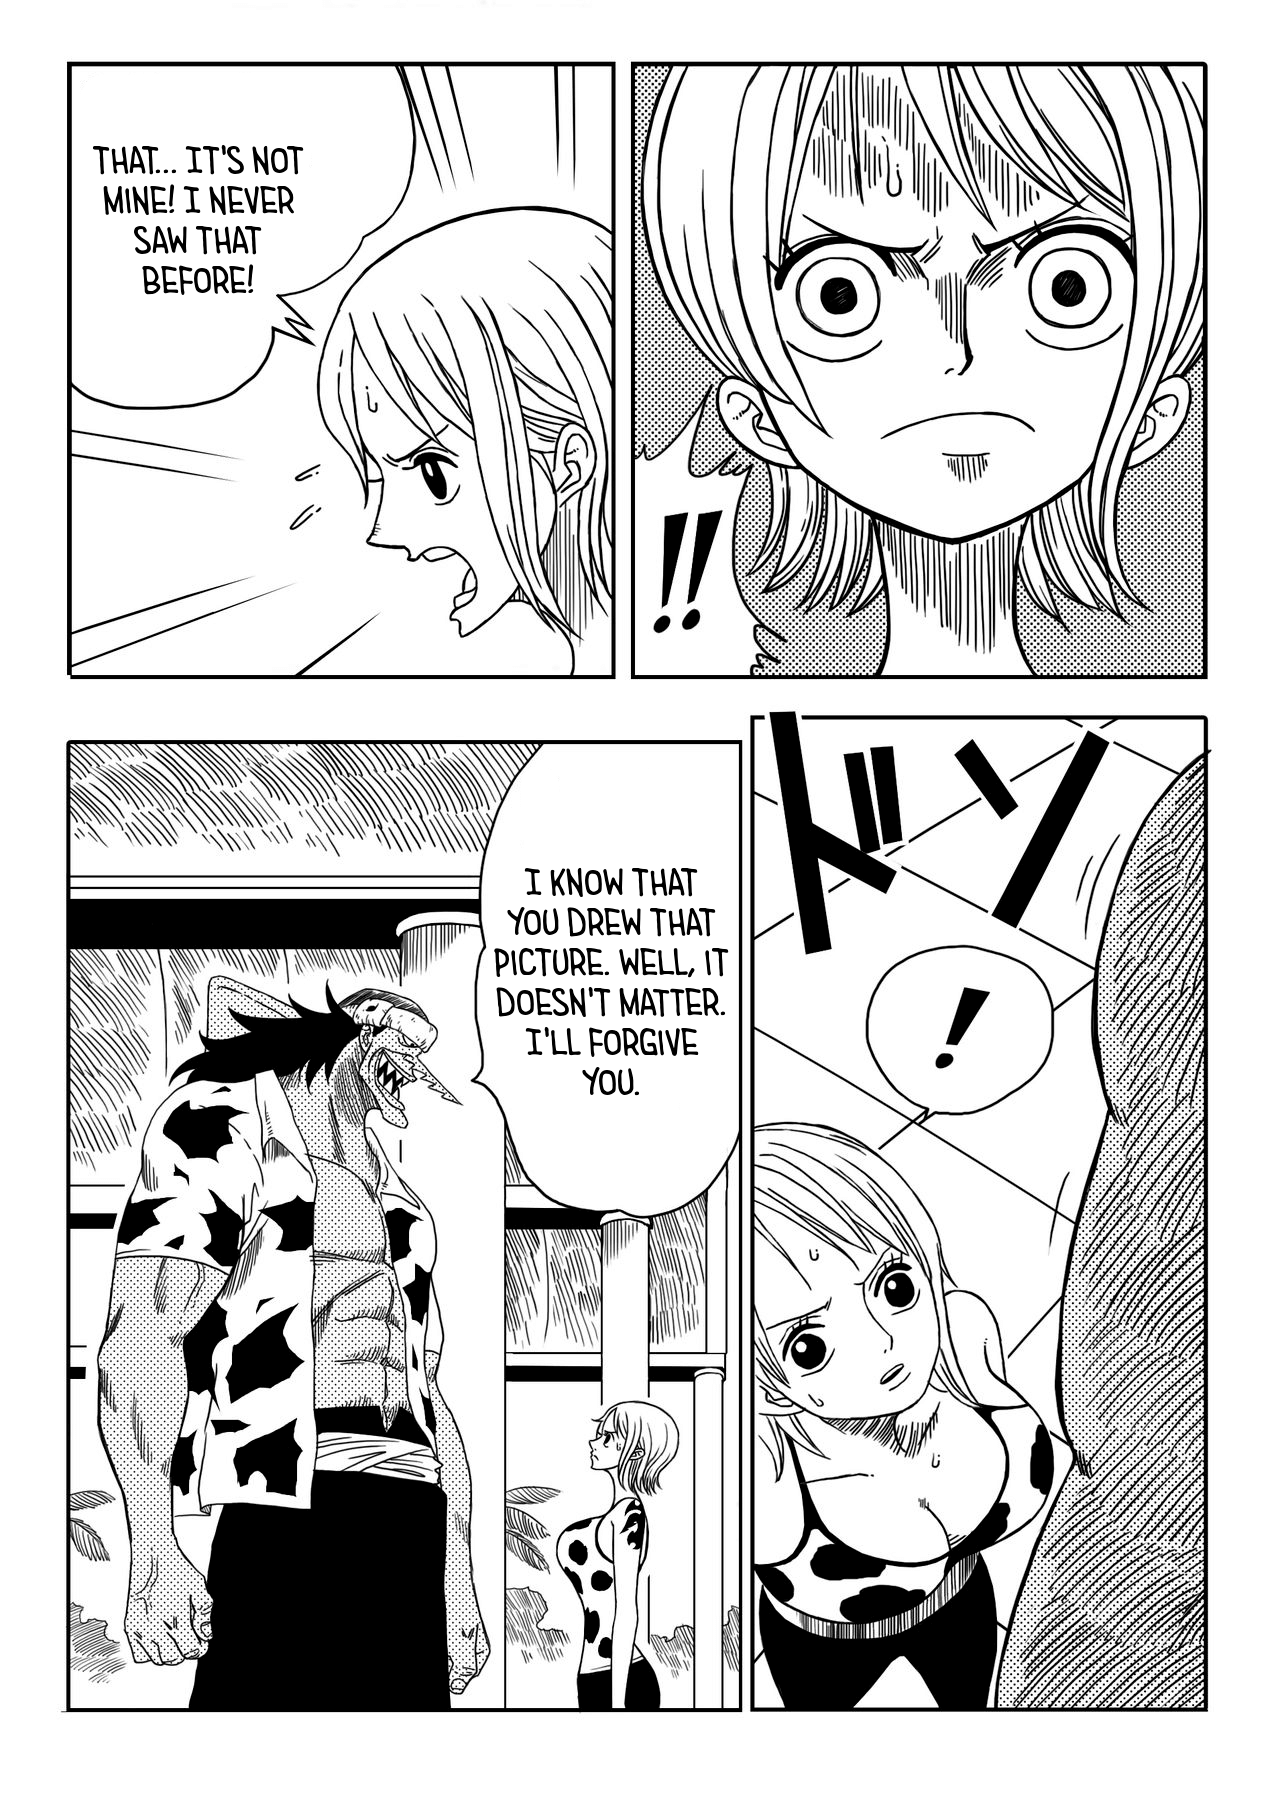 !!
THAT... IT'S NOT
MINE! I NEVER
SAW THAT
BEFORE!
ドン
!
I KNOW THAT
YOU DREW THAT
PICTURE. WELL, IT
DOESN'T MATTER.
I'LL FORGIVE
YOU.